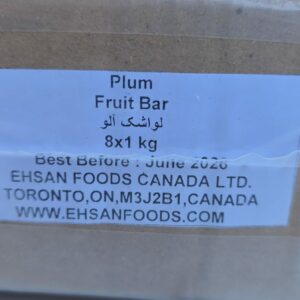 Plum
Fruit Bar
لواشک آلو
8x1 kg
Best Before : June 2026
EHSAN FOODS CANADA LTD.
TORONTO,ON,M3J2B1,CANADA
WWW.EHSANFOODS.COM